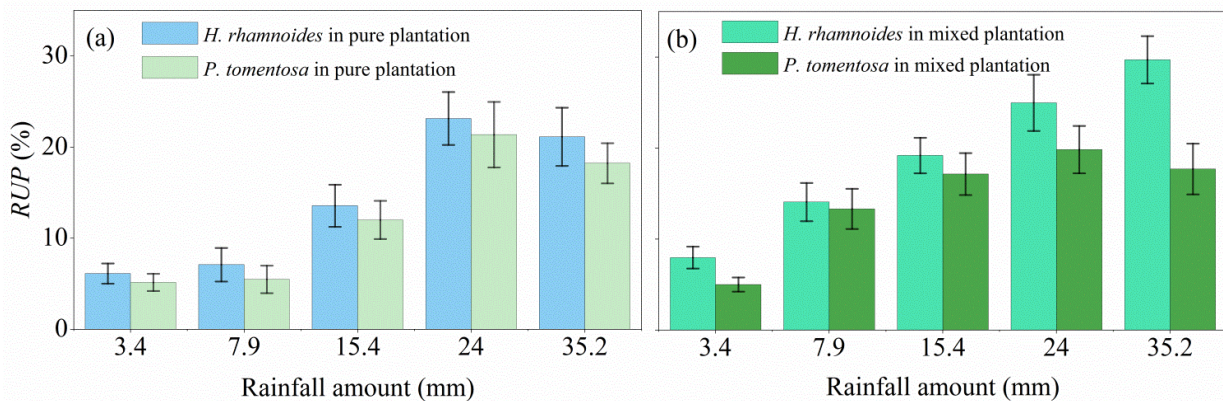 (a)
H. rhamnoides in pure plantation
P. tomentosa in pure plantation
RUP (%)
30
20
10
0
3.4 7.9 15.4 24 35.2
Rainfall amount (mm)
(b)
H. rhamnoides in mixed plantation
P. tomentosa in mixed plantation
3.4 7.9 15.4 24 35.2
Rainfall amount (mm)